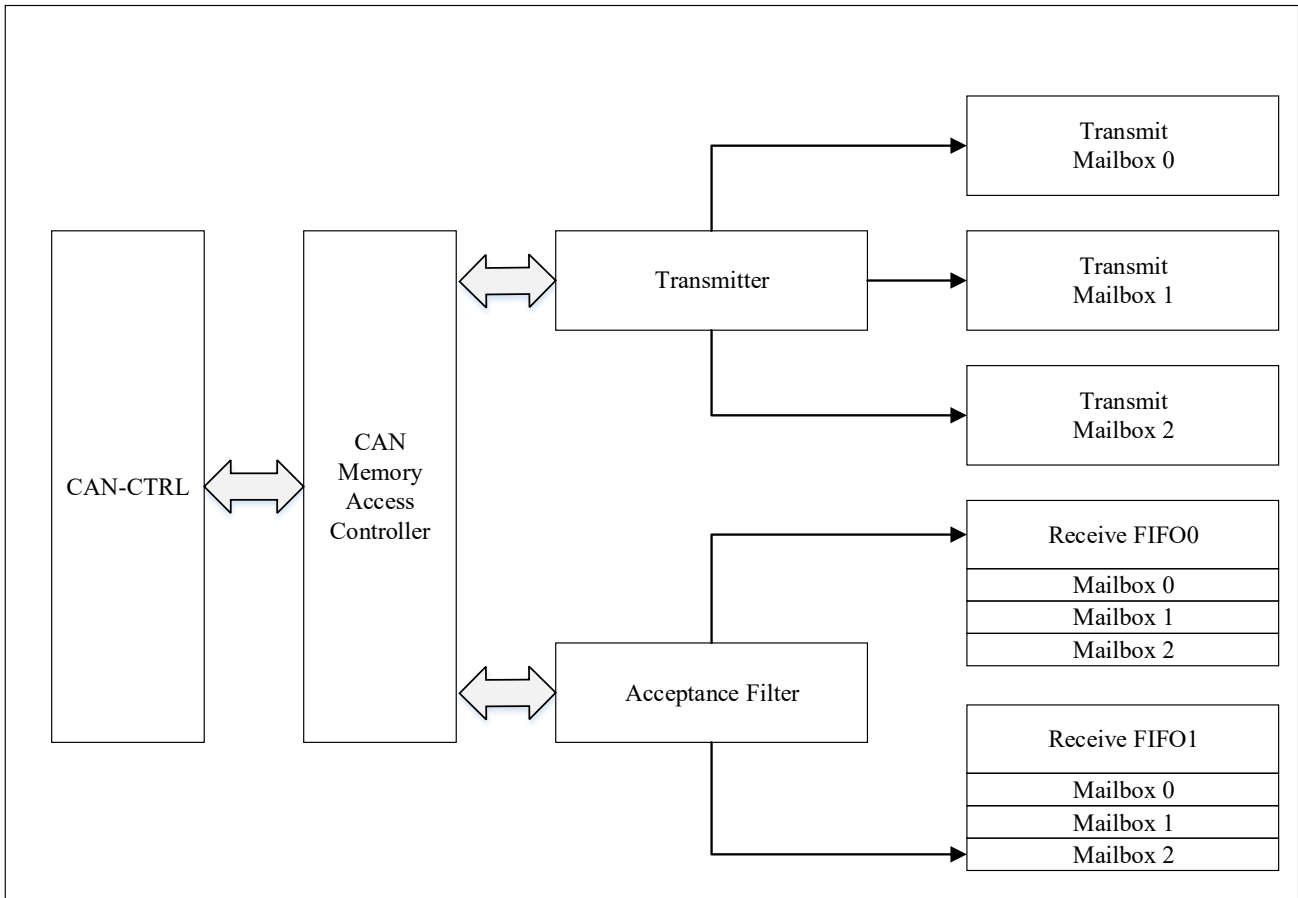 Transmit
Mailbox 0
Transmitter
Transmit
Mailbox 1
Transmit
Mailbox 2
CAN-CTRL
CAN
Memory
Access
Controller
Receive FIFO0
Mailbox 0
Mailbox 1
Mailbox 2
Acceptance Filter
Receive FIFO1
Mailbox 0
Mailbox 1
Mailbox 2